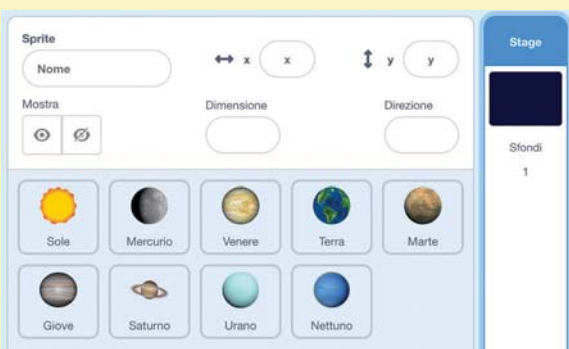 Sprite
Nome
x x
y y
Stage
Mostra
Dimensione
Direzione
Sfondi
1
Sole Mercurio Venere Terra Marte
Giove Saturno Urano Nettuno